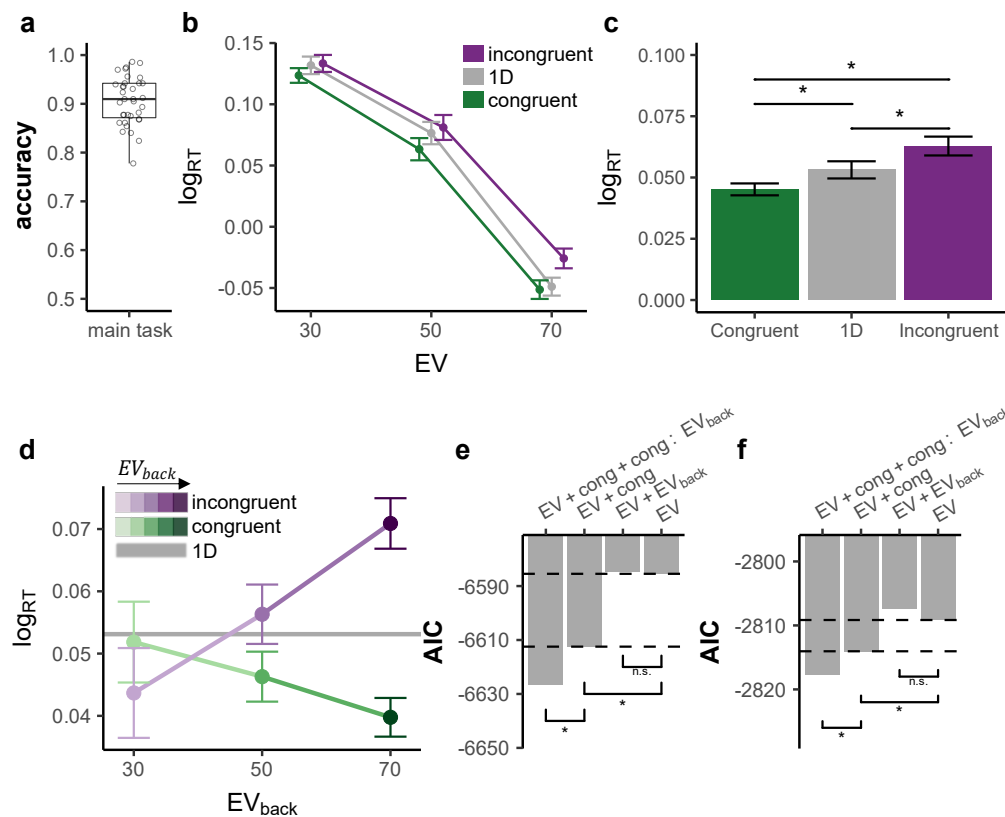 a
accuracy
1.0
0.9
0.8
0.7
0.6
0.5
main task
b
logRT
0.15
0.10
0.05
0.00
-0.05
30
50
70
EV
incongruent
1D
congruent
c
logRT
0.100
0.075
0.050
0.025
0.000
*
*
*
Congruent
1D
Incongruent
d
EVback
incongruent
congruent
1D
logRT
0.07
0.06
0.05
0.04
30
50
70
EVback
e
EV + cong + cong : EVback
EV + cong
EV + EVback
EV
AIC
-6590
-6610
-6630
-6650
n.s.
*
*
f
EV + cong + cong : EVback
EV + cong
EV + EVback
EV
AIC
-2800
-2810
-2820
n.s.
*
*